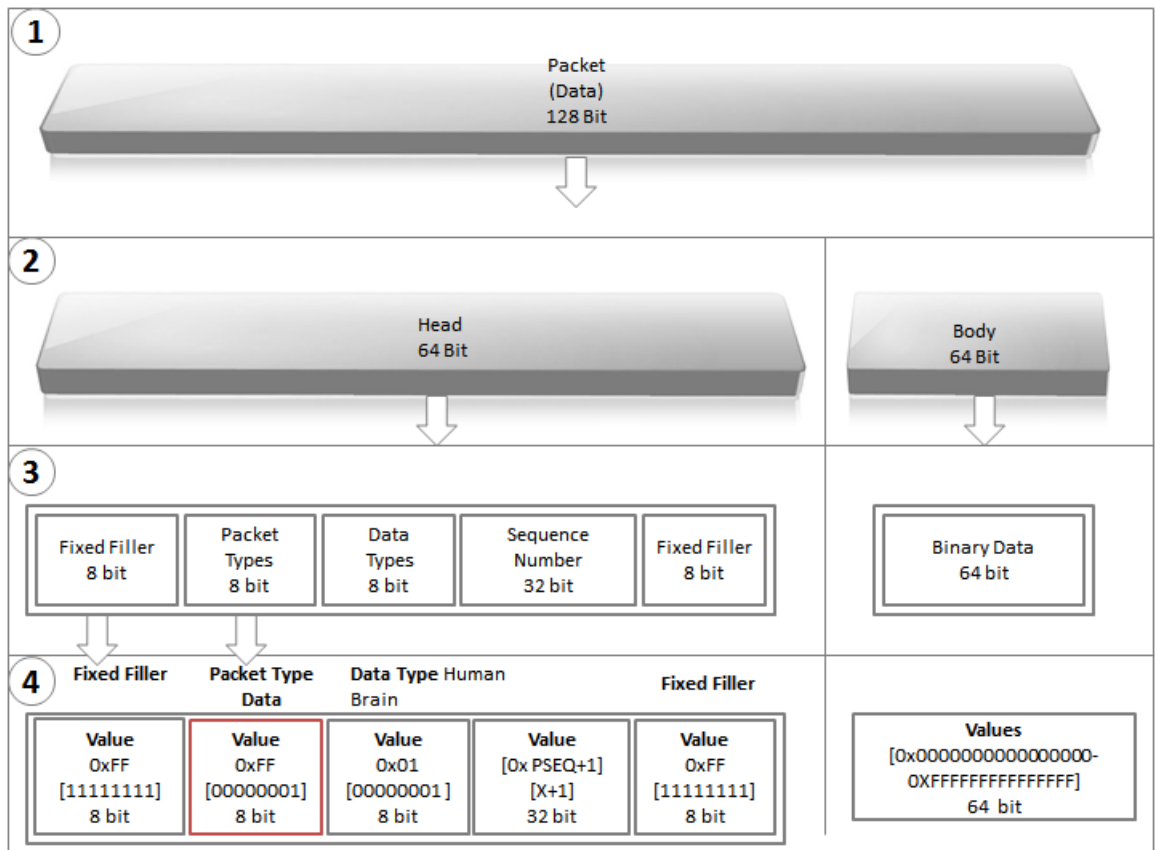 1
Packet
(Data)
128 Bit
2
Head
64 Bit
Body
64 Bit
3
Fixed Filler
8 bit
Packet
Types
8 bit
Data
Types
8 bit
Sequence
Number
32 bit
Fixed Filler
8 bit
Binary Data
64 bit
4
Fixed Filler
Packet Type
Data
Data Type Human
Brain
Fixed Filler
Value
0xFF
[11111111]
8 bit
Value
0xFF
[00000001]
8 bit
Value
0x01
[00000001 ]
8 bit
Value
[0x PSEQ+1]
[X+1]
32 bit
Value
0xFF
[11111111]
8 bit
Values
[0x0000000000000000-
0XFFFFFFFFFFFFFFFF]
64 bit